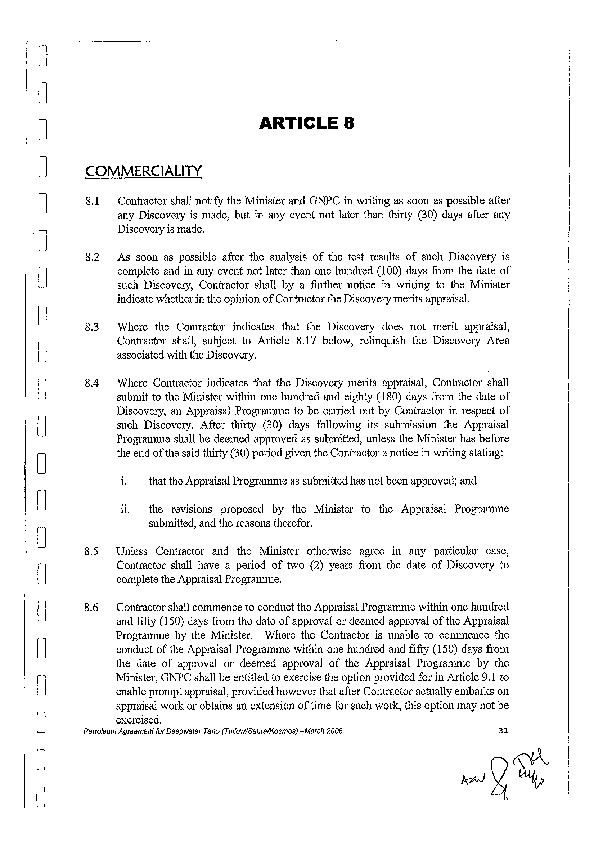 ARTICLE 8
COMMERCIALITY
8.1 Contractor shall notify the Minister and GNPC in writing as soon as possible after
any Discovery is made, but in any event not later than thirty (30) days after any
Discovery is made.
8.2 As soon as possible after the analysis of the test results of such Discovery is
complete and in any event not later than one hundred (100) days from the date of
such Discovery, Contractor shall by a further notice in writing to the Minister
indicate whether in the opinion of Contractor the Discovery merits appraisal.
8.3 Where the Contractor indicates that the Discovery does not merit appraisal,
Contractor shall, subject to Article 8.17 below, relinquish the Discovery Area
associated with the Discovery.
8.4 Where Contractor indicates that the Discovery merits appraisal, Contractor shall
submit to the Minister within one hundred and eighty (180) days from the date of
Discovery, an Appraisal Programme to be carried out by Contractor in respect of
such Discovery. After thirty (30) days following its submission the Appraisal
Programme shall be deemed approved as submitted, unless the Minister has before
the end of the said thirty (30) period given the Contractor a notice in writing stating:
i. that the Appraisal Programme as submitted has not been approved; and
ii. the revisions proposed by the Minister to the Appraisal Programme
submitted, and the reasons therefor.
8.5 Unless Contractor and the Minister otherwise agree in any particular case,
Contractor shall have a period of two (2) years from the date of Discovery to
complete the Appraisal Programme.
8.6 Contractor shall commence to conduct the Appraisal Programme within one hundred
and fifty (150) days from the date of approval or deemed approval of the Appraisal
Programme by the Minister. Where the Contractor is unable to commence the
conduct of the Appraisal Programme within one hundred and fifty (150) days from
the date of approval or deemed approval of the Appraisal Programme by the
Minister, GNPC shall be entitled to exercise the option provided for in Article 9.1 to
enable prompt appraisal, provided however that after Contractor actually embarks on
appraisal work or obtains an extension of time for such work, this option may not be
exercised.
Petroleum Agreement for Deepwater Tano (Tullow/Sabre/Kosmos) – March 2006 31